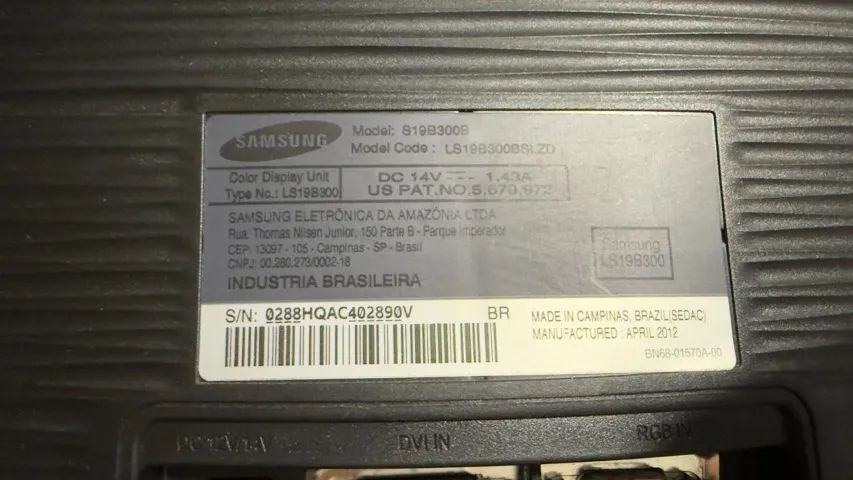 SAMSUNG
Model: S19B300B
Model Code : LS19B300BSLZD
Color Display Unit
Type No.: LS19B300
DC 14V 1.43A
US PAT.NO.5,670,972
SAMSUNG ELETRÔNICA DA AMAZÔNIA LTDA
Rua. Thomas Nilsen Junior, 150 Parte B - Parque Imperador
CEP: 13097 - 105 - Campinas - SP - Brasil
CNPJ: 00.280.273/0002-18
INDUSTRIA BRASILEIRA
Samsung
LS19B300
S/N: 0288HQAC402890V
BR
MADE IN CAMPINAS, BRAZIL(SEDAC)
MANUFACTURED : APRIL 2012
BN68-01570A-00
DC 12V/14V
DVI IN
RGB IN